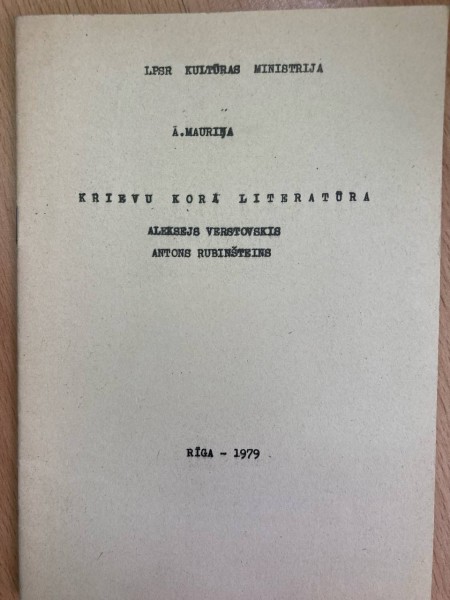 LPSR KULTŪRAS MINISTRIJA
Ā.MAURIŅA
KRIEVU KORA LITERATŪRA
ALEKSEJS VERSTOVSKIS
ANTONS RUBINŠTEINS
RĪGA - 1979